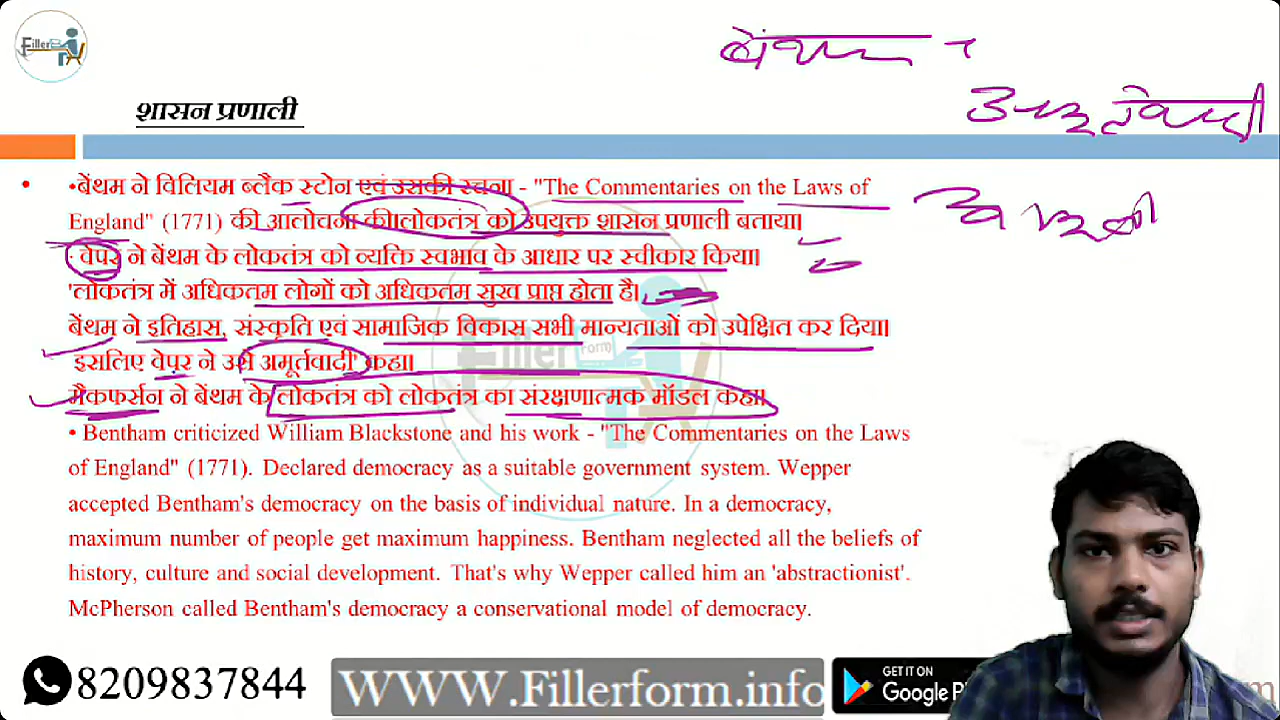 Filler
बेंथम -
शासन प्रणाली
• •बेंथम ने विलियम ब्लैक स्टोन एवं उसकी रचना - "The Commentaries on the Laws of
England" (1771) की आलोचना की।लोकतंत्र को उपयुक्त शासन प्रणाली बताया।
· वेपर ने बेंथम के लोकतंत्र को व्यक्ति स्वभाव के आधार पर स्वीकार किया।
'लोकतंत्र में अधिकतम लोगों को अधिकतम सुख प्राप्त होता है।
बेंथम ने इतिहास, संस्कृति एवं सामाजिक विकास सभी मान्यताओं को उपेक्षित कर दिया।
इसलिए वेपर ने उसे अमूर्तवादी' कहा।
मैकफर्सन ने बेंथम के लोकतंत्र को लोकतंत्र का संरक्षणात्मक मॉडल कहा।
• Bentham criticized William Blackstone and his work - "The Commentaries on the Laws
of England" (1771). Declared democracy as a suitable government system. Wepper
accepted Bentham's democracy on the basis of individual nature. In a democracy,
maximum number of people get maximum happiness. Bentham neglected all the beliefs of
history, culture and social development. That's why Wepper called him an 'abstractionist'.
McPherson called Bentham's democracy a conservational model of democracy.
Filler Form
8209837844
WWW.Fillerform.info
GET IT ON
Google